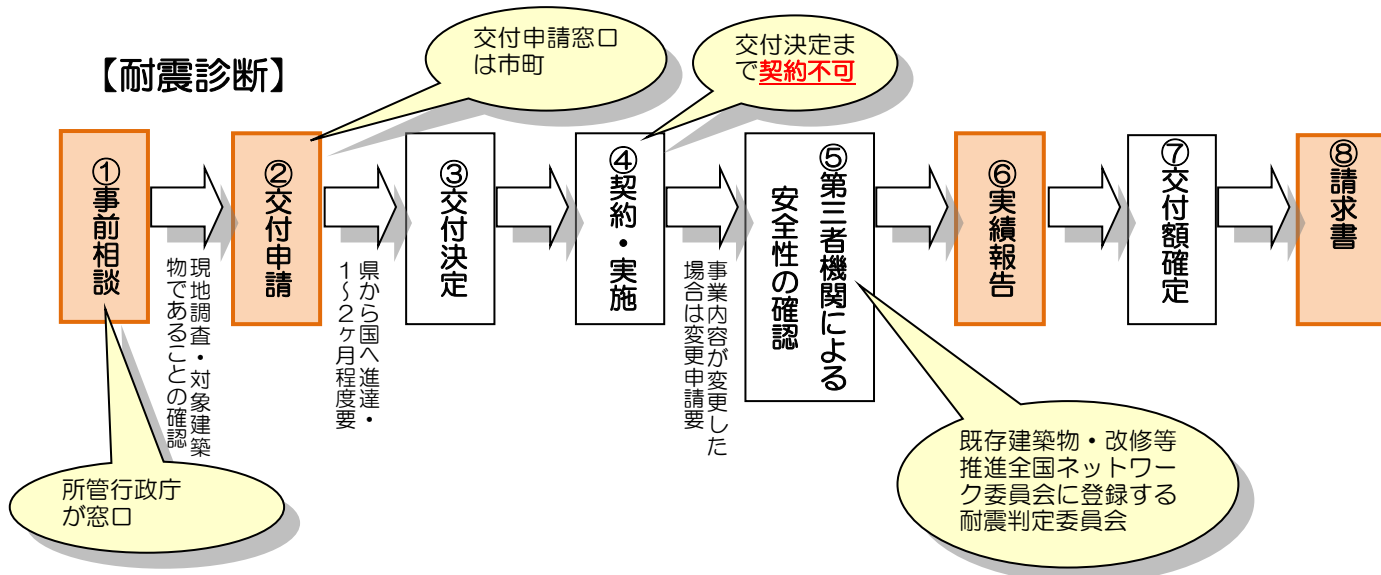 【耐震診断】
交付申請窓口
は市町
交付決定ま
で契約不可
①事前相談
現地調査・対象建築
物であることの確認
所管行政庁
が窓口
②交付申請
県から国へ進達・
1～2ヶ月程度要
③交付決定
④契約・実施
事業内容が変更した
場合は変更申請要
⑤第三者機関による
安全性の確認
既存建築物・改修等
推進全国ネットワー
ク委員会に登録する
耐震判定委員会
⑥実績報告
⑦交付額確定
⑧請求書